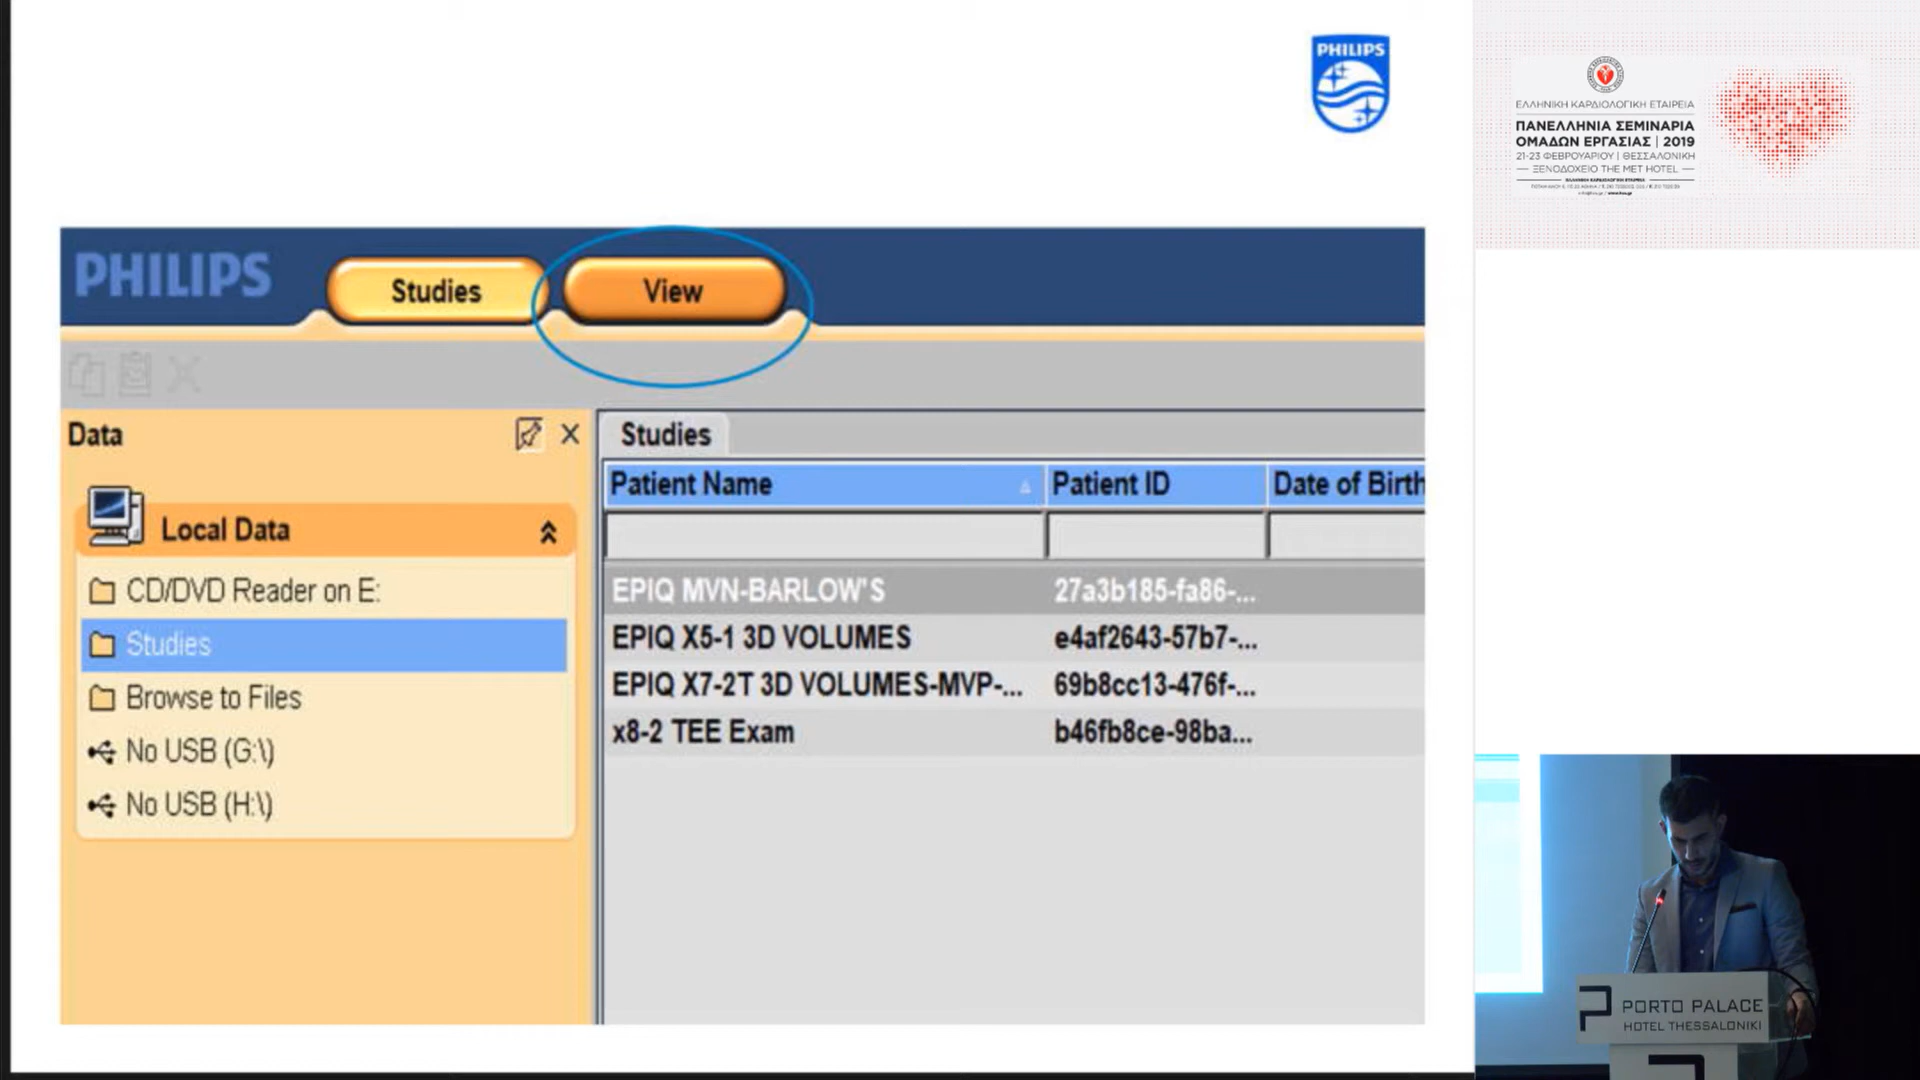 PHILIPS
PHILIPS
Studies
View
Data
Local Data
CD/DVD Reader on E:
Studies
Browse to Files
No USB (G:\)
No USB (H:\)
Studies
Patient Name
Patient ID
Date of Birth
EPIQ MVN-BARLOW'S
27a3b185-fa86-...
EPIQ X5-1 3D VOLUMES
e4af2643-57b7-...
EPIQ X7-2T 3D VOLUMES-MVP-...
69b8cc13-476f-...
x8-2 TEE Exam
b46fb8ce-98ba...
ΕΛΛΗΝΙΚΗ ΚΑΡΔΙΟΛΟΓΙΚΗ ΕΤΑΙΡΕΙΑ
ΠΑΝΕΛΛΗΝΙΑ ΣΕΜΙΝΑΡΙΑ
ΟΜΑΔΩΝ ΕΡΓΑΣΙΑΣ | 2019
21-23 ΦΕΒΡΟΥΑΡΙΟΥ | ΘΕΣΣΑΛΟΝΙΚΗ
ΞΕΝΟΔΟΧΕΙΟ THE MET HOTEL
PORTO PALACE
HOTEL THESSALONIKI